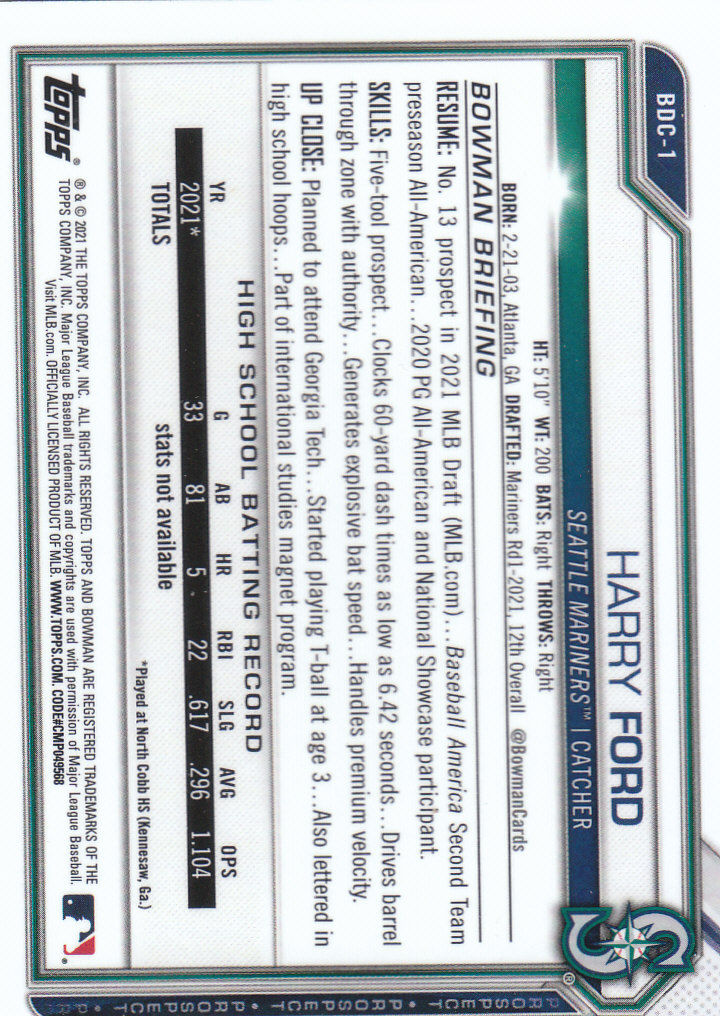 BDC-1
HARRY FORD
SEATTLE MARINERS™ | CATCHER
HT: 5'10" WT: 200 BATS: Right THROWS: Right
BORN: 2-21-03, Atlanta, GA DRAFTED: Mariners Rd1-2021, 12th Overall @BowmanCards
BOWMAN BRIEFING
RESUME: No. 13 prospect in 2021 MLB Draft (MLB.com)...Baseball America Second Team
preseason All-American...2020 PG All-American and National Showcase participant.
SKILLS: Five-tool prospect...Clocks 60-yard dash times as low as 6.42 seconds...Drives barrel
through zone with authority...Generates explosive bat speed...Handles premium velocity.
UP CLOSE: Planned to attend Georgia Tech...Started playing T-ball at age 3...Also lettered in
high school hoops...Part of international studies magnet program.
HIGH SCHOOL BATTING RECORD
YR G AB HR RBI SLG AVG OPS
2021* 33 81 5 22 .617 .296 1.104
TOTALS stats not available
*Played at North Cobb HS (Kennesaw, Ga.)
topps®
® & © 2021 THE TOPPS COMPANY, INC. ALL RIGHTS RESERVED. TOPPS AND BOWMAN ARE REGISTERED TRADEMARKS OF THE
TOPPS COMPANY, INC. Major League Baseball trademarks and copyrights are used with permission of Major League Baseball.
Visit MLB.com. OFFICIALLY LICENSED PRODUCT OF MLB. WWW.TOPPS.COM. CODE#CMP049568
PROSPECT • PROSPECT • PROSPECT • P